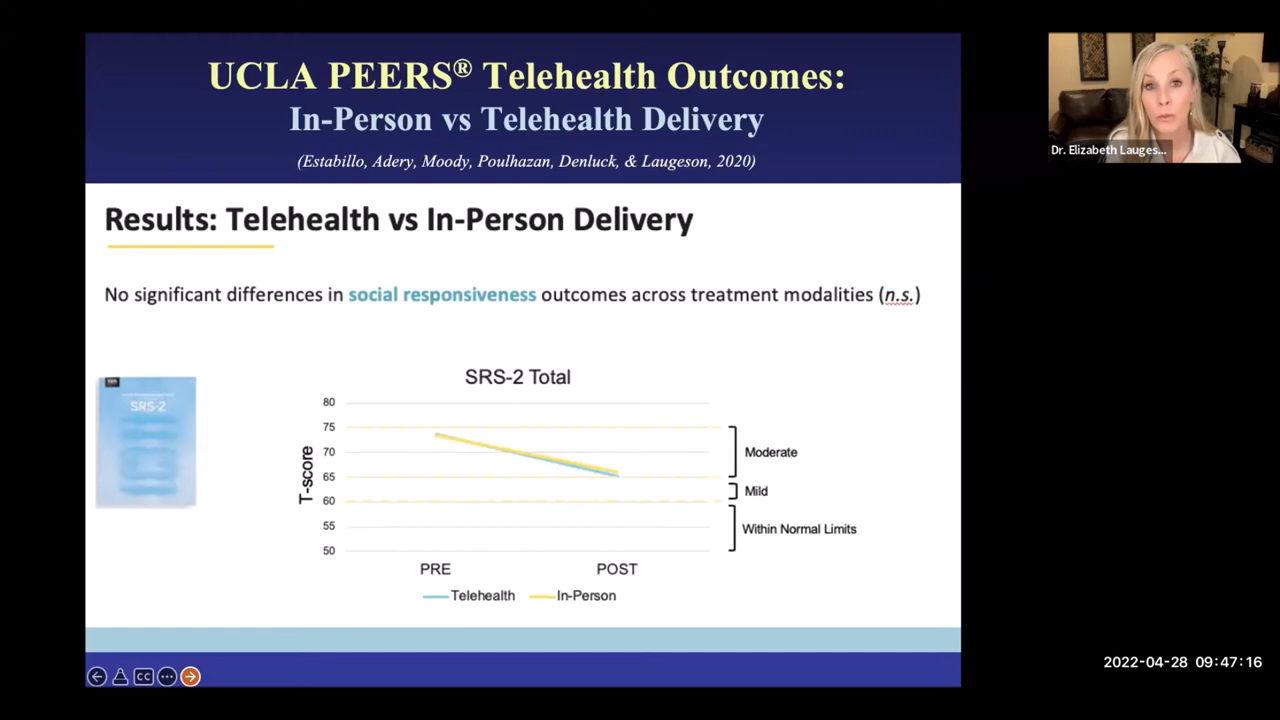 UCLA PEERS® Telehealth Outcomes:
In-Person vs Telehealth Delivery
(Estabillo, Adery, Moody, Poulhazan, Denluck, & Laugeson, 2020)
Dr. Elizabeth Lauges...
Results: Telehealth vs In-Person Delivery
No significant differences in social responsiveness outcomes across treatment modalities (n.s.)
SRS-2
SRS-2 Total
T-score
80
75
70
65
60
55
50
Moderate
Mild
Within Normal Limits
PRE POST
Telehealth In-Person
CC
2022-04-28 09:47:16